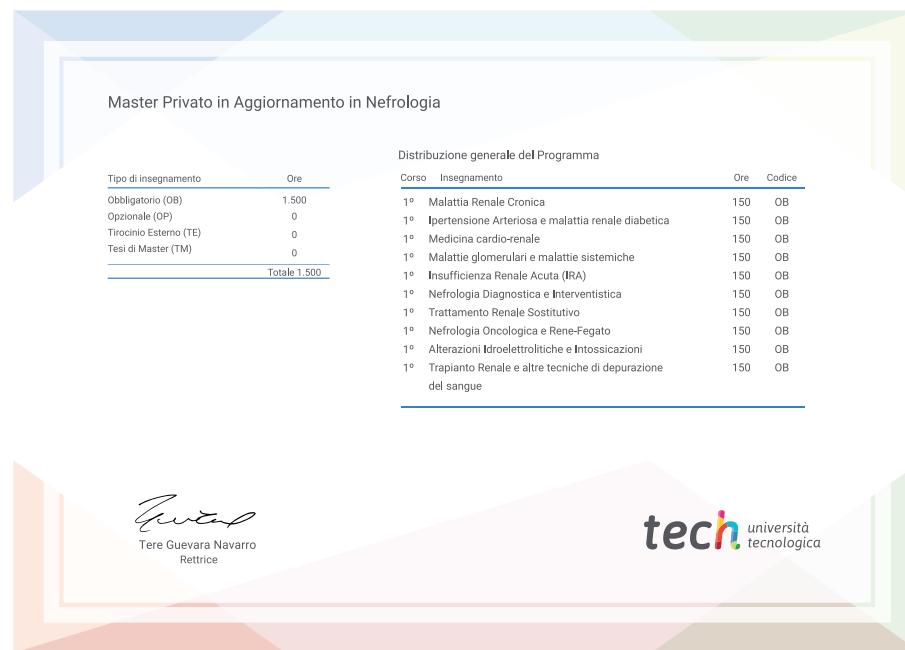 Master Privato in Aggiornamento in Nefrologia
Tipo di insegnamento Ore
Obbligatorio (OB) 1.500
Opzionale (OP) 0
Tirocinio Esterno (TE) 0
Tesi di Master (TM) 0
Totale 1.500
Distribuzione generale del Programma
Corso Insegnamento Ore Codice
1º Malattia Renale Cronica 150 OB
1º Ipertensione Arteriosa e malattia renale diabetica 150 OB
1º Medicina cardio-renale 150 OB
1º Malattie glomerulari e malattie sistemiche 150 OB
1º Insufficienza Renale Acuta (IRA) 150 OB
1º Nefrologia Diagnostica e Interventistica 150 OB
1º Trattamento Renale Sostitutivo 150 OB
1º Nefrologia Oncologica e Rene-Fegato 150 OB
1º Alterazioni Idroelettrolitiche e Intossicazioni 150 OB
1º Trapianto Renale e altre tecniche di depurazione 150 OB
del sangue
Tere Guevara Navarro
Rettrice
tech università
tecnologica